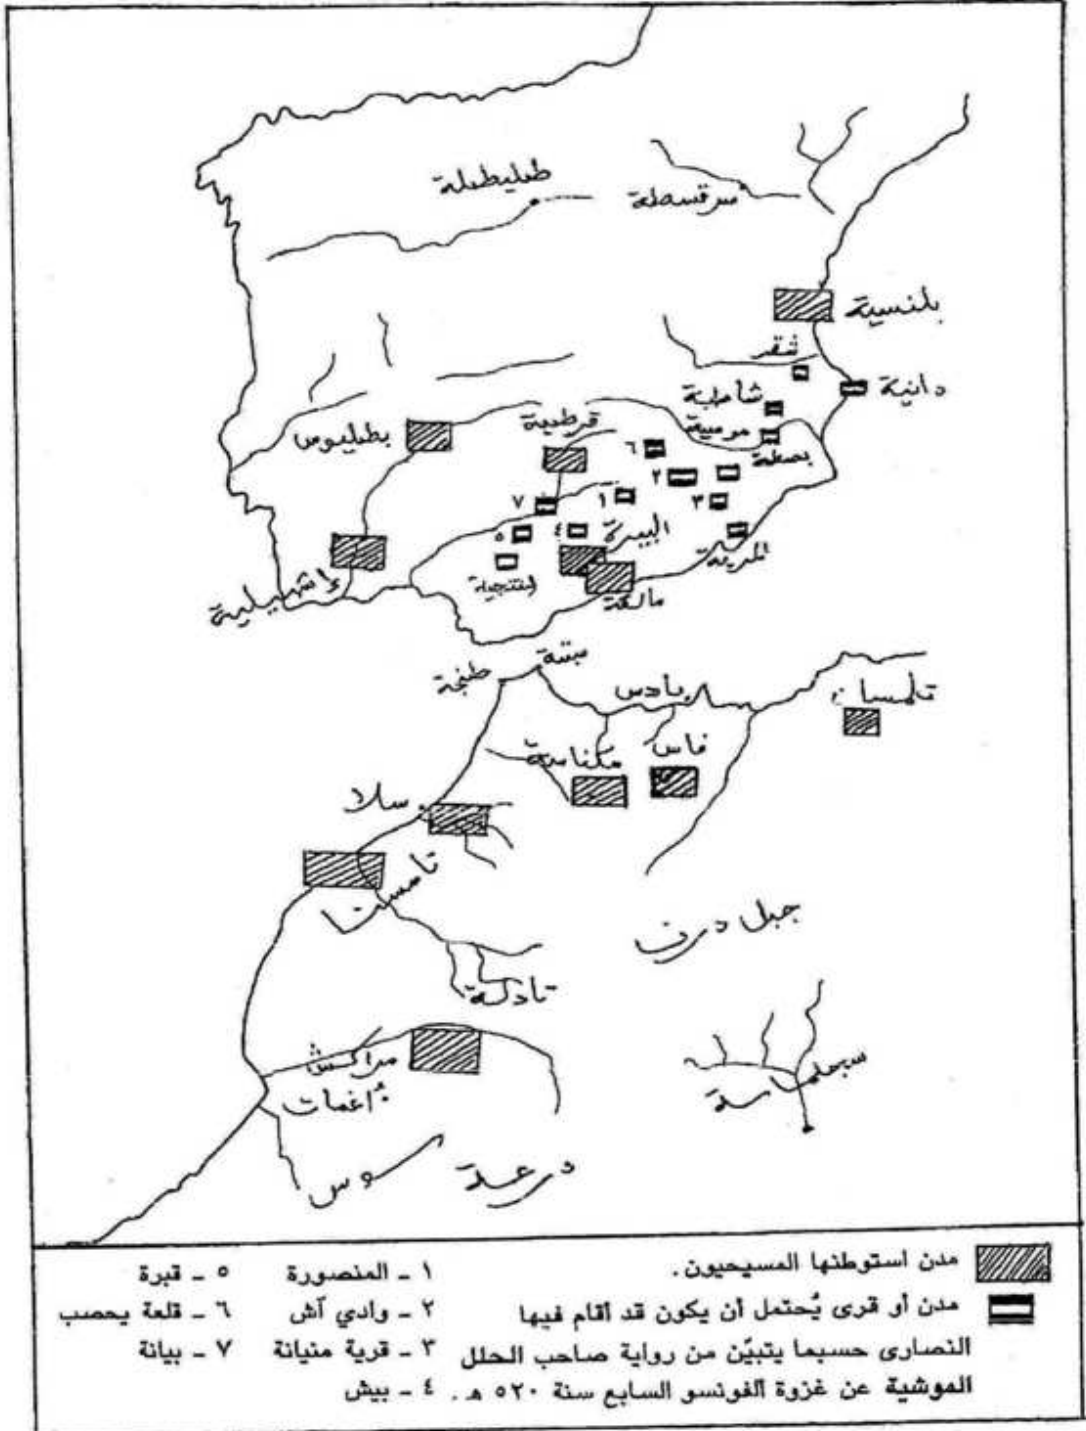 طليطلة
سرقسطة
بلنسية
شقر
دانية
شاطبة
مرسية
قرطبة
بطليوس
بصطة
٦
٢
٣
١
٧
٥
٤
البيرة
المرية
إشبيلية
مالقة
سبتة
طنجة
بادس
تلمسان
فاس
مكناسة
سلا
تامسنا
جبل درن
تادلة
مراكش
أغمات
سجلماسة
درعة
سوس
مدن استوطنها المسيحيون. ١ ـ المنصورة ٥ ـ قبرة
مدن أو قرى يُحتمل أن يكون قد أقام فيها ٢ ـ وادي آش ٦ ـ قلعة يحصب
النصارى حسبما يتبيّن من رواية صاحب الحلل ٣ ـ قرية منيانة ٧ ـ بيانة
الموشية عن غزوة الفونسو السابع سنة ٥٢٠ هـ. ٤ ـ بيش